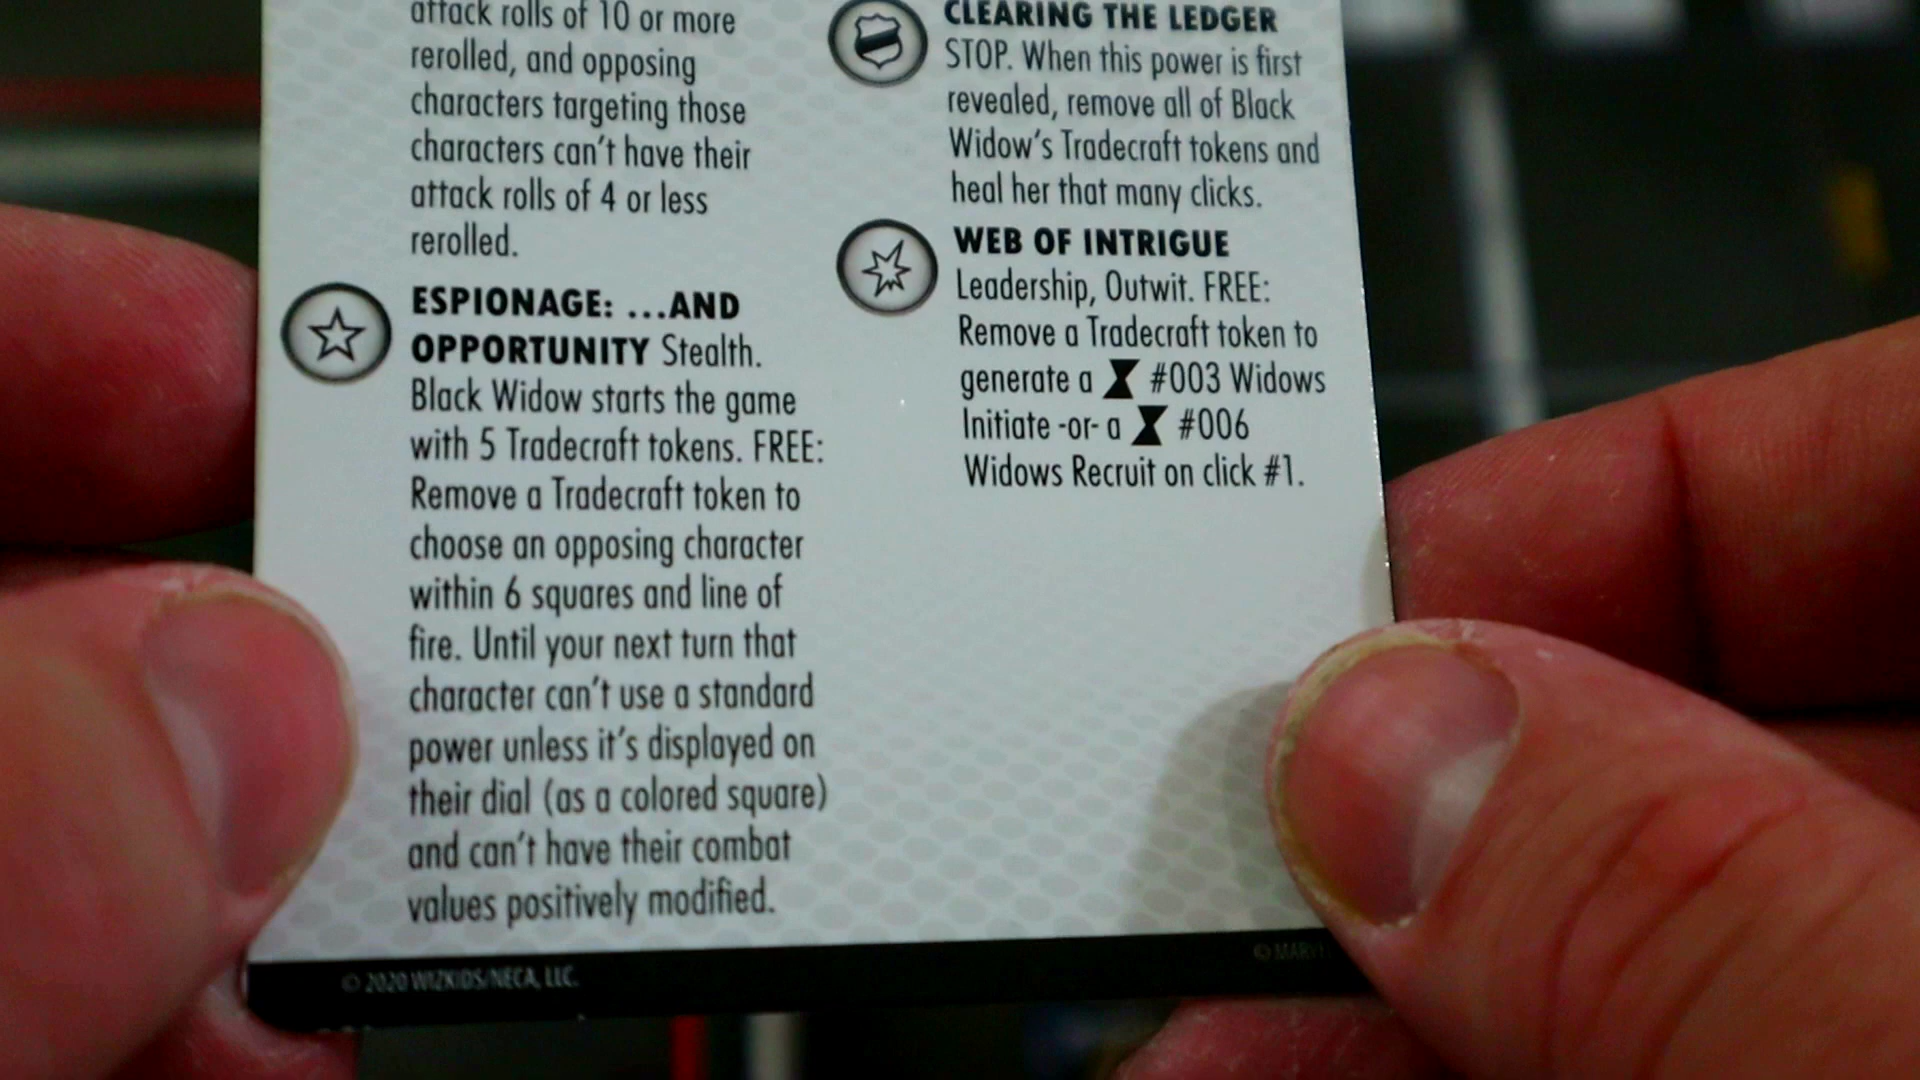 attack rolls of 10 or more
rerolled, and opposing
characters targeting those
characters can't have their
attack rolls of 4 or less
rerolled.
ESPIONAGE: ...AND
OPPORTUNITY Stealth.
Black Widow starts the game
with 5 Tradecraft tokens. FREE:
Remove a Tradecraft token to
choose an opposing character
within 6 squares and line of
fire. Until your next turn that
character can't use a standard
power unless it's displayed on
their dial (as a colored square)
and can't have their combat
values positively modified.
CLEARING THE LEDGER
STOP. When this power is first
revealed, remove all of Black
Widow's Tradecraft tokens and
heal her that many clicks.
WEB OF INTRIGUE
Leadership, Outwit. FREE:
Remove a Tradecraft token to
generate a #003 Widows
Initiate -or- a #006
Widows Recruit on click #1.
© 2020 WIZKIDS/NECA, LLC.